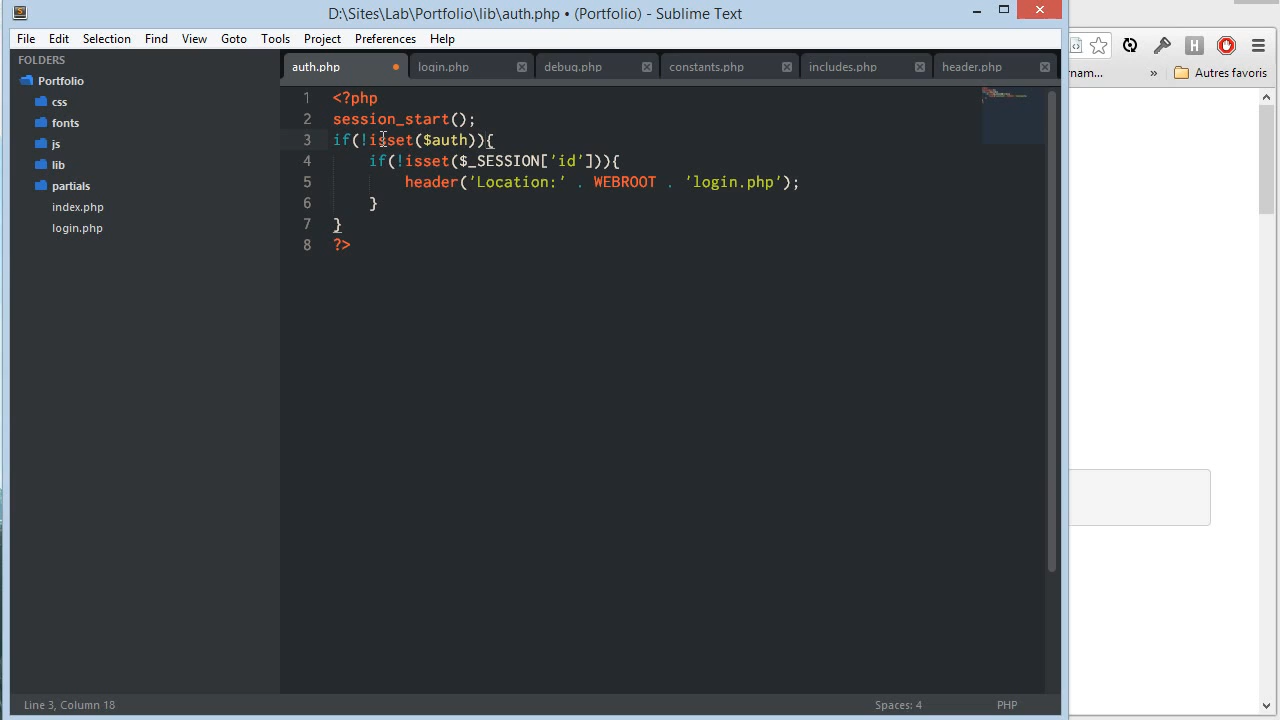 D:\Sites\Lab\Portfolio\lib\auth.php • (Portfolio) - Sublime Text
File Edit Selection Find View Goto Tools Project Preferences Help
FOLDERS
Portfolio
css
fonts
js
lib
partials
index.php
login.php
auth.php login.php debug.php constants.php includes.php header.php
1 <?php
2 session_start();
3 if(!isset($auth)){
4 if(!isset($_SESSION['id'])){
5 header('Location:' . WEBROOT . 'login.php');
6 }
7 }
8 ?>
Line 3, Column 18
Spaces: 4 PHP
H
» Autres favoris